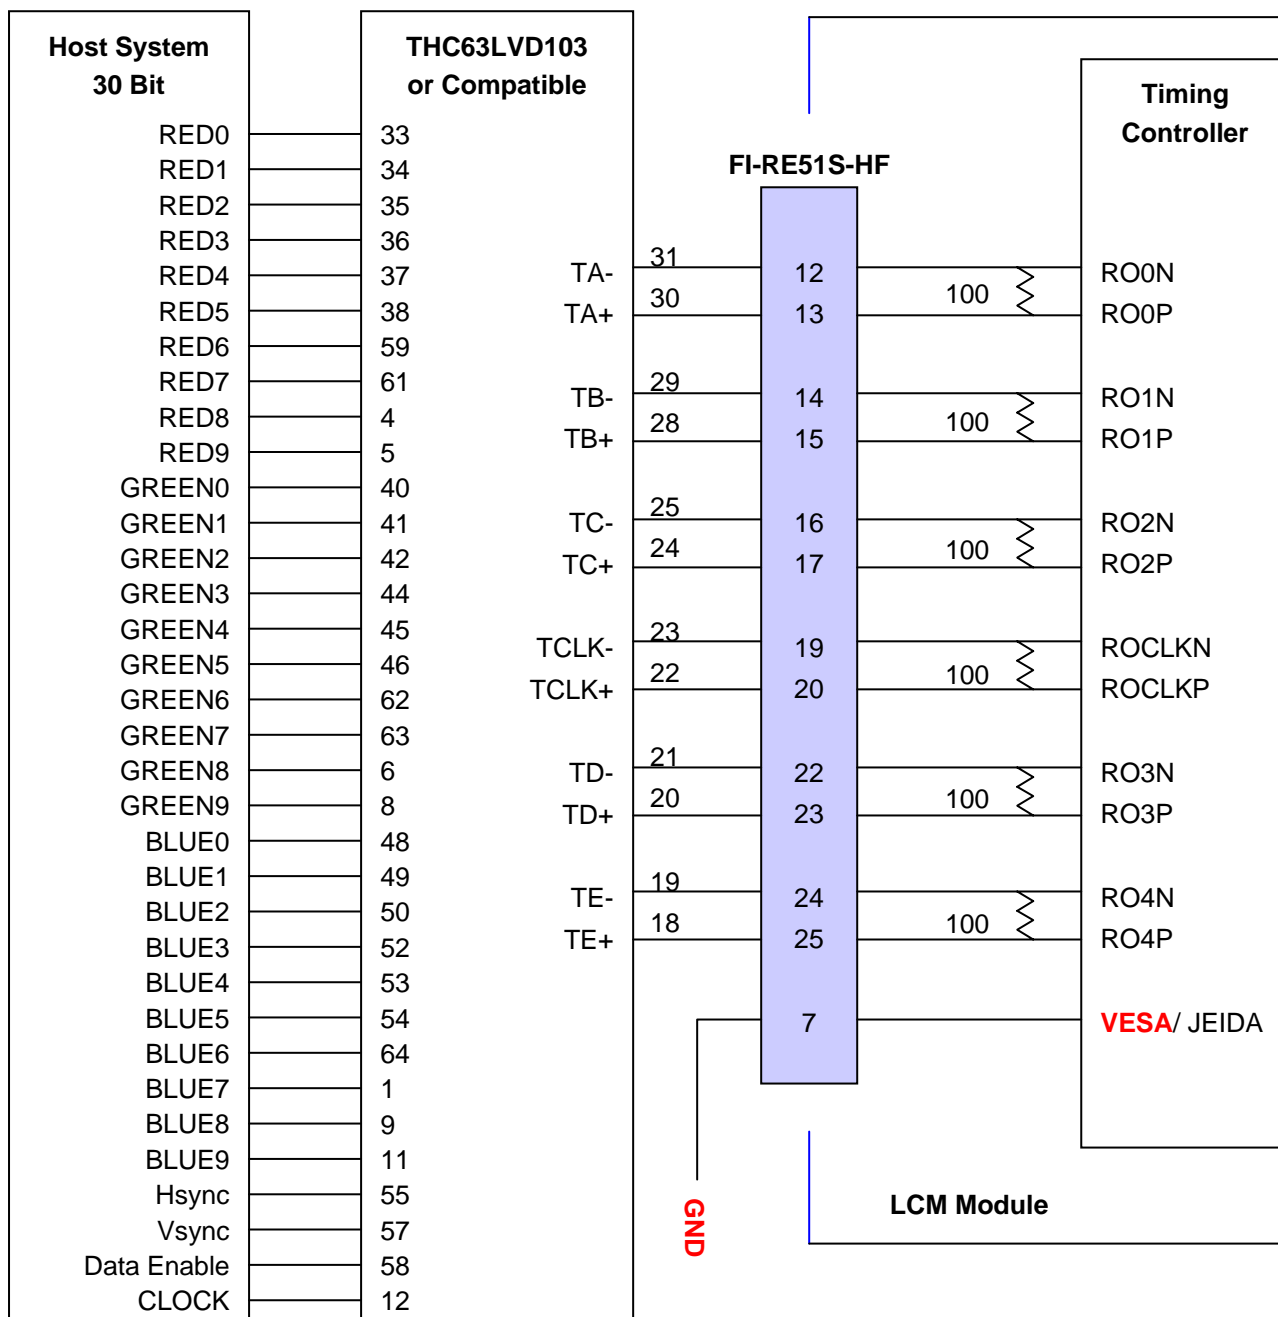 Host System
30 Bit
THC63LVD103
or Compatible
Timing
Controller
FI-RE51S-HF
RED0 33
RED1 34
RED2 35
RED3 36
RED4 37
RED5 38
RED6 59
RED7 61
RED8 4
RED9 5
GREEN0 40
GREEN1 41
GREEN2 42
GREEN3 44
GREEN4 45
GREEN5 46
GREEN6 62
GREEN7 63
GREEN8 6
GREEN9 8
BLUE0 48
BLUE1 49
BLUE2 50
BLUE3 52
BLUE4 53
BLUE5 54
BLUE6 64
BLUE7 1
BLUE8 9
BLUE9 11
Hsync 55
Vsync 57
Data Enable 58
CLOCK 12
TA- 31 12 RO0N
100
TA+ 30 13 RO0P
TB- 29 14 RO1N
100
TB+ 28 15 RO1P
TC- 25 16 RO2N
100
TC+ 24 17 RO2P
TCLK- 23 19 ROCLKN
100
TCLK+ 22 20 ROCLKP
TD- 21 22 RO3N
100
TD+ 20 23 RO3P
TE- 19 24 RO4N
100
TE+ 18 25 RO4P
7 VESA/ JEIDA
GND
LCM Module